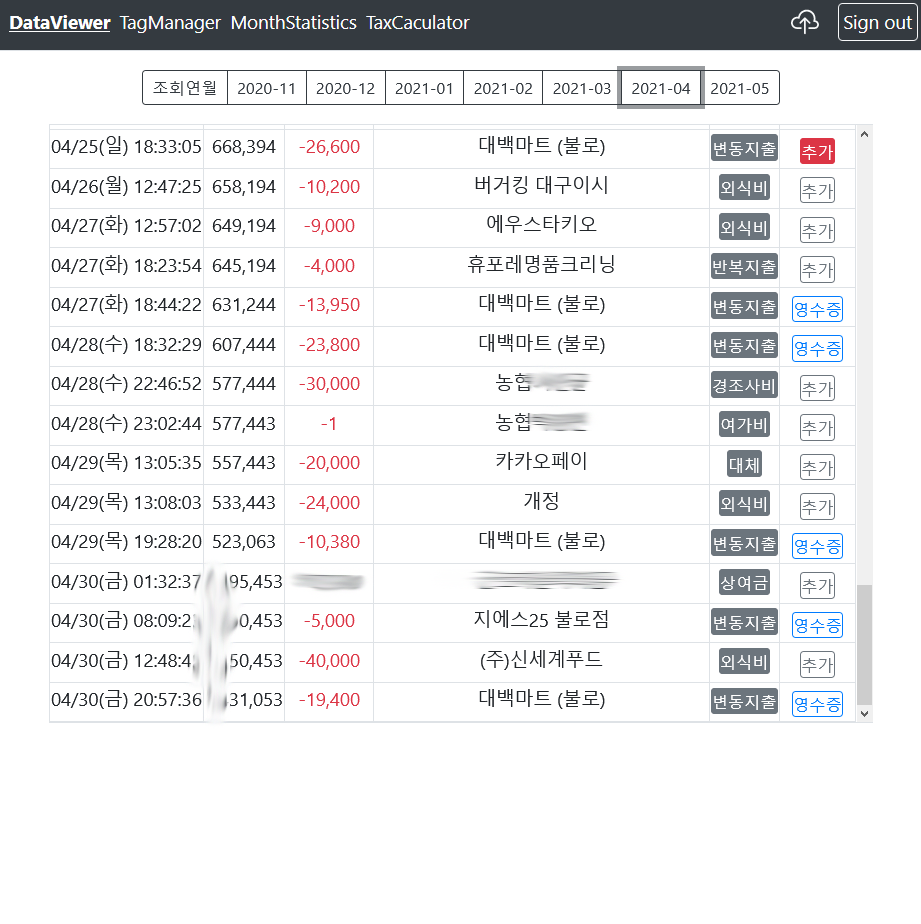 DataViewer TagManager MonthStatistics TaxCaculator Sign out
조회연월 2020-11 2020-12 2021-01 2021-02 2021-03 2021-04 2021-05
04/25(일) 18:33:05 668,394 -26,600 대백마트 (불로) 변동지출 추가
04/26(월) 12:47:25 658,194 -10,200 버거킹 대구이시 외식비 추가
04/27(화) 12:57:02 649,194 -9,000 에우스타키오 외식비 추가
04/27(화) 18:23:54 645,194 -4,000 휴포레명품크리닝 반복지출 추가
04/27(화) 18:44:22 631,244 -13,950 대백마트 (불로) 변동지출 영수증
04/28(수) 18:32:29 607,444 -23,800 대백마트 (불로) 변동지출 영수증
04/28(수) 22:46:52 577,444 -30,000 농협 경조사비 추가
04/28(수) 23:02:44 577,443 -1 농협 여가비 추가
04/29(목) 13:05:35 557,443 -20,000 카카오페이 대체 추가
04/29(목) 13:08:03 533,443 -24,000 개정 외식비 추가
04/29(목) 19:28:20 523,063 -10,380 대백마트 (불로) 변동지출 영수증
04/30(금) 01:32:37 95,453 상여금 추가
04/30(금) 08:09:2 0,453 -5,000 지에스25 불로점 변동지출 영수증
04/30(금) 12:48:4 50,453 -40,000 (주)신세계푸드 외식비 추가
04/30(금) 20:57:36 31,053 -19,400 대백마트 (불로) 변동지출 영수증